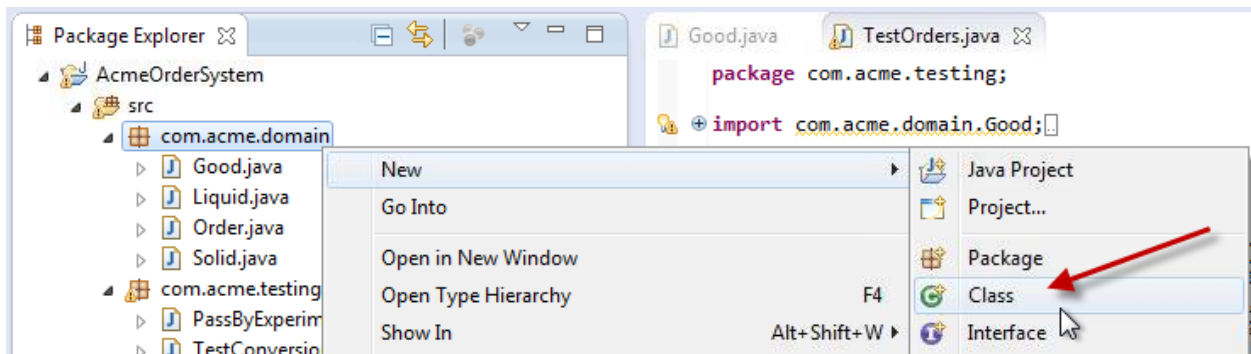 Package Explorer
AcmeOrderSystem
src
com.acme.domain
Good.java
Liquid.java
Order.java
Solid.java
com.acme.testing
PassByExperim
TestConversio
Good.java
TestOrders.java
package com.acme.testing;
import com.acme.domain.Good;
New
Go Into
Open in New Window
Open Type Hierarchy F4
Show In Alt+Shift+W
Java Project
Project...
Package
Class
Interface